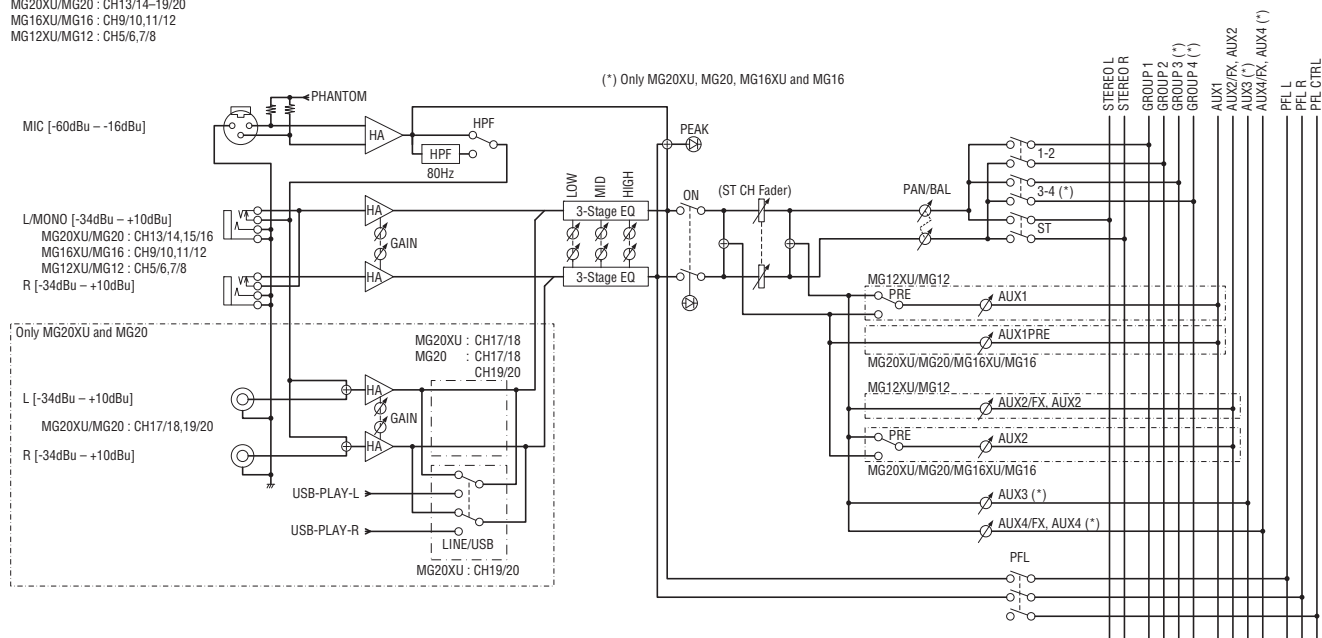 MG20XU/MG20 : CH13/14–19/20
MG16XU/MG16 : CH9/10,11/12
MG12XU/MG12 : CH5/6,7/8
(*) Only MG20XU, MG20, MG16XU and MG16
STEREO L
STEREO R
GROUP 1
GROUP 2
GROUP 3 (*)
GROUP 4 (*)
AUX1
AUX2/FX, AUX2
AUX3 (*)
AUX4/FX, AUX4 (*)
PFL L
PFL R
PFL CTRL
PHANTOM
MIC [-60dBu – -16dBu]
HA
HPF
HPF
80Hz
PEAK
1-2
3-4 (*)
ST
LOW
MID
HIGH
ON
(ST CH Fader)
PAN/BAL
L/MONO [-34dBu – +10dBu]
MG20XU/MG20 : CH13/14,15/16
MG16XU/MG16 : CH9/10,11/12
MG12XU/MG12 : CH5/6,7/8
R [-34dBu – +10dBu]
HA
GAIN
HA
3-Stage EQ
3-Stage EQ
MG12XU/MG12
PRE
AUX1
AUX1PRE
MG20XU/MG20/MG16XU/MG16
MG12XU/MG12
AUX2/FX, AUX2
PRE
AUX2
MG20XU/MG20/MG16XU/MG16
AUX3 (*)
AUX4/FX, AUX4 (*)
PFL
Only MG20XU and MG20
MG20XU : CH17/18
MG20 : CH17/18
CH19/20
L [-34dBu – +10dBu]
MG20XU/MG20 : CH17/18,19/20
R [-34dBu – +10dBu]
HA
GAIN
HA
USB-PLAY-L
USB-PLAY-R
LINE/USB
MG20XU : CH19/20